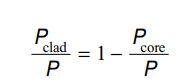 P_clad / P = 1 − P_core / P